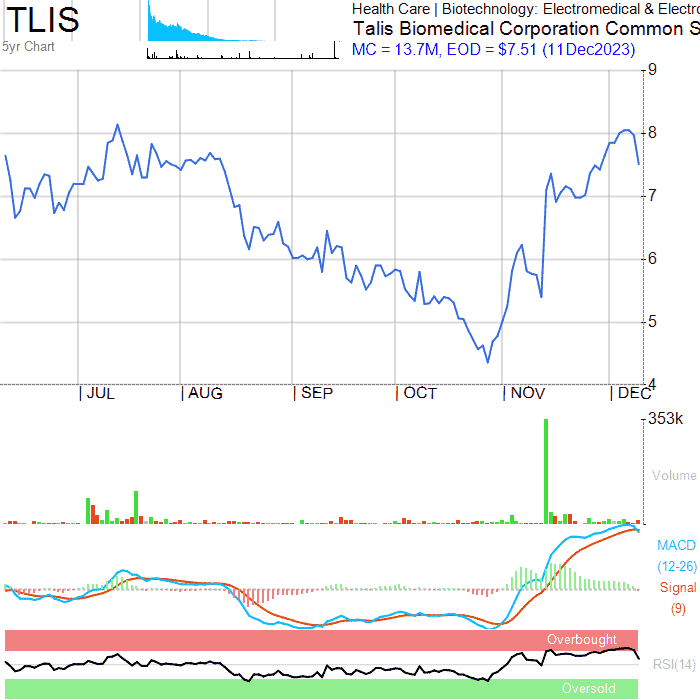 TLIS
5yr Chart
Health Care | Biotechnology: Electromedical & Electro
Talis Biomedical Corporation Common S
MC = 13.7M, EOD = $7.51 (11Dec2023)
9
8
7
6
5
4
| JUL | AUG | SEP | OCT | NOV | DEC
353k
Volume
MACD
(12-26)
Signal
(9)
Overbought
RSI(14)
Oversold